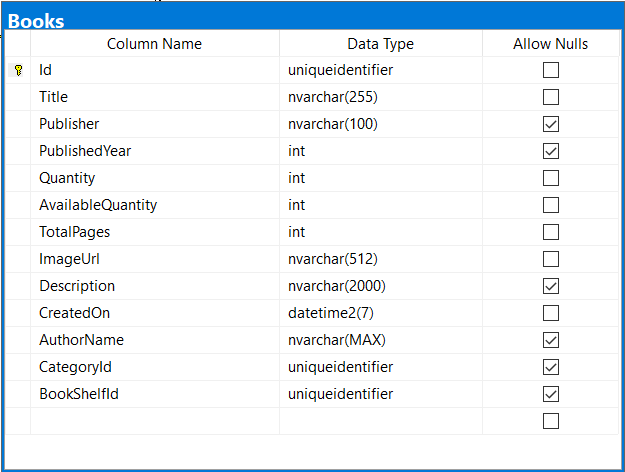 Books
Column Name Data Type Allow Nulls
Id uniqueidentifier
Title nvarchar(255)
Publisher nvarchar(100)
PublishedYear int
Quantity int
AvailableQuantity int
TotalPages int
ImageUrl nvarchar(512)
Description nvarchar(2000)
CreatedOn datetime2(7)
AuthorName nvarchar(MAX)
CategoryId uniqueidentifier
BookShelfId uniqueidentifier